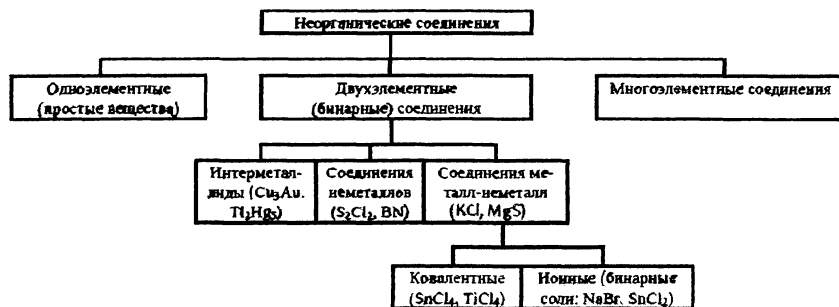 Неорганические соединения
Одноэлементные
(простые вещества)
Двухэлементные
(бинарные) соединения
Многоэлементные соединения
Интерметал-
лиды (Cu₃Au.
Tl₂Hg₅)
Соединения
неметаллов
(S₂Cl₂, BN)
Соединения ме-
талл-неметалл
(KCl, MgS)
Ковалентные
(SnCl₄, TiCl₄)
Ионные (бинарные
соли: NaBr, SnCl₂)